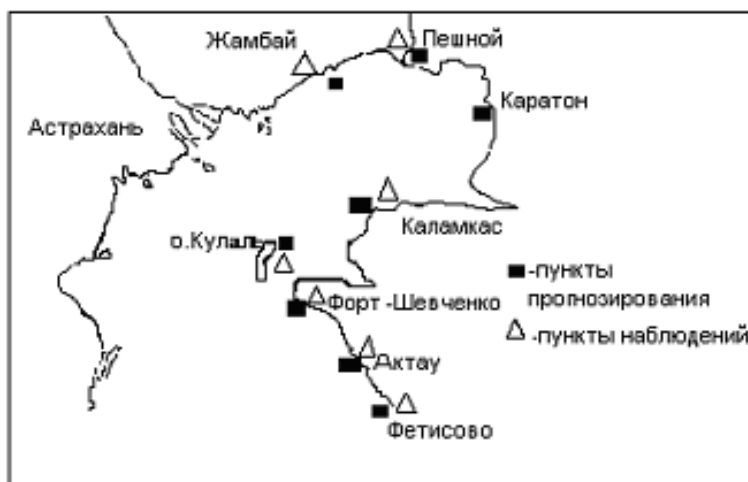 Жамбай
Пешной
Каратон
Астрахань
Каламкас
о.Кулалы
-пункты
прогнозирования
Форт -Шевченко
-пункты наблюдений
Актау
Фетисово